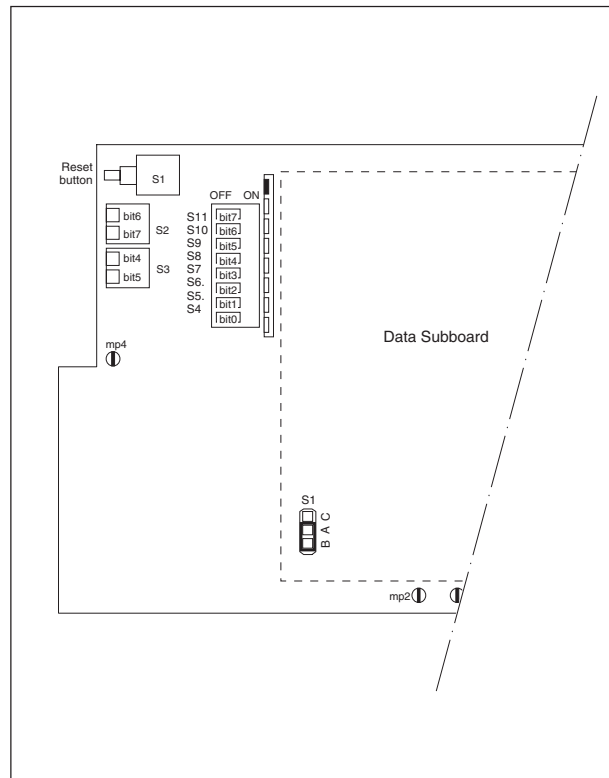 Reset
button
S1
OFF ON
bit6
bit7
S2
bit4
bit5
S3
S11 bit7
S10 bit6
S9 bit5
S8 bit4
S7 bit3
S6. bit2
S5. bit1
S4 bit0
Data Subboard
mp4
S1
B A C
mp2